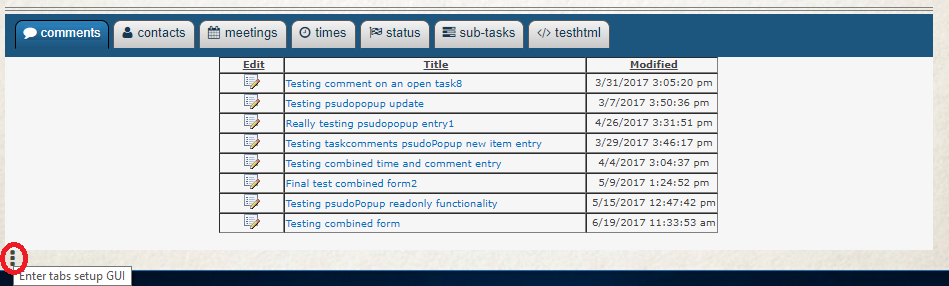 comments contacts meetings times status sub-tasks </> testhtml
Edit Title Modified
Testing comment on an open task8 3/31/2017 3:05:20 pm
Testing psudopopup update 3/7/2017 3:50:36 pm
Really testing psudopopup entry1 4/26/2017 3:31:51 pm
Testing taskcomments psudoPopup new item entry 3/29/2017 3:46:17 pm
Testing combined time and comment entry 4/4/2017 3:04:37 pm
Final test combined form2 5/9/2017 1:24:52 pm
Testing psudoPopup readonly functionality 5/15/2017 12:47:42 pm
Testing combined form 6/19/2017 11:33:53 am
Enter tabs setup GUI